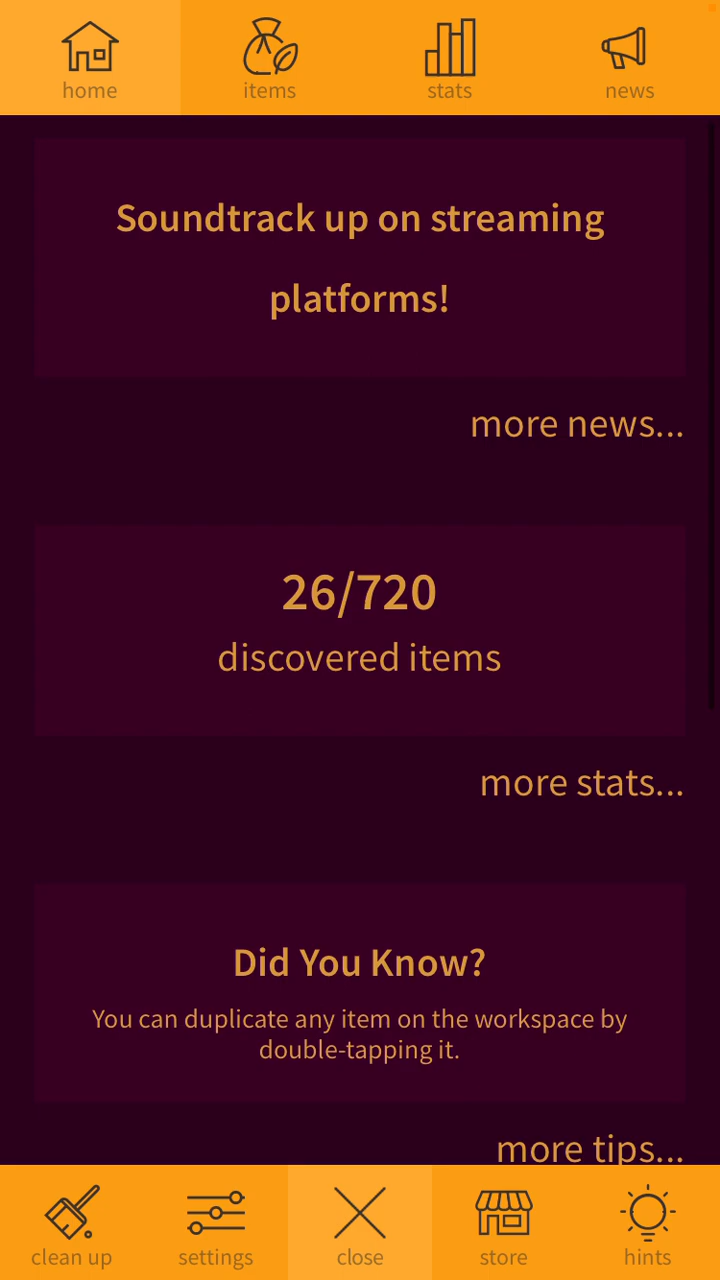 home
items
stats
news
Soundtrack up on streaming
platforms!
more news...
26/720
discovered items
more stats...
Did You Know?
You can duplicate any item on the workspace by
double-tapping it.
more tips...
clean up
settings
close
store
hints